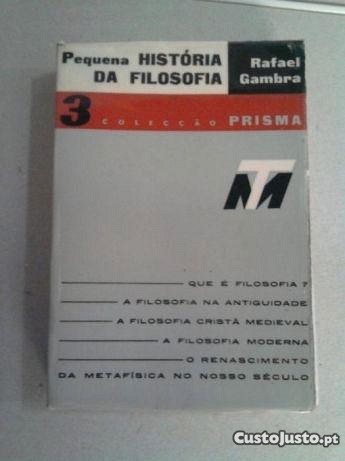 Pequena HISTÓRIA
DA FILOSOFIA
Rafael
Gambra
3 COLECÇÃO PRISMA
TM
QUE É FILOSOFIA?
A FILOSOFIA NA ANTIGUIDADE
A FILOSOFIA CRISTÃ MEDIEVAL
A FILOSOFIA MODERNA
O RENASCIMENTO
DA METAFÍSICA NO NOSSO SÉCULO
CustoJusto.pt